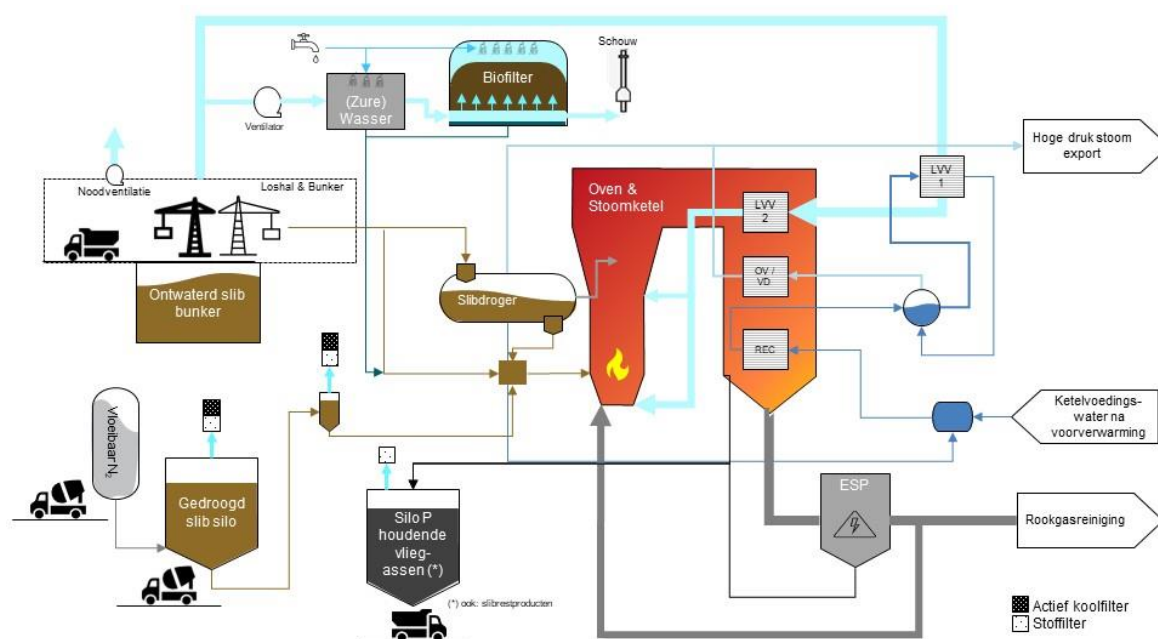 Schouw
Biofilter
(Zure)
Wasser
Ventilator
Noodventilatie
Loshal & Bunker
Hoge druk stoom
export
LVV
1
Oven &
Stoomketel
LVV
2
OV /
VD
REC
Slibdroger
Ontwaterd slib
bunker
Vloeibaar N2
Ketelvoedings-
water na
voorverwarming
Gedroogd
slib silo
Silo P
houdende
vlieg-
assen (*)
(*) ook: slibrestproducten
ESP
Rookgasreiniging
Actief koolfilter
Stoffilter